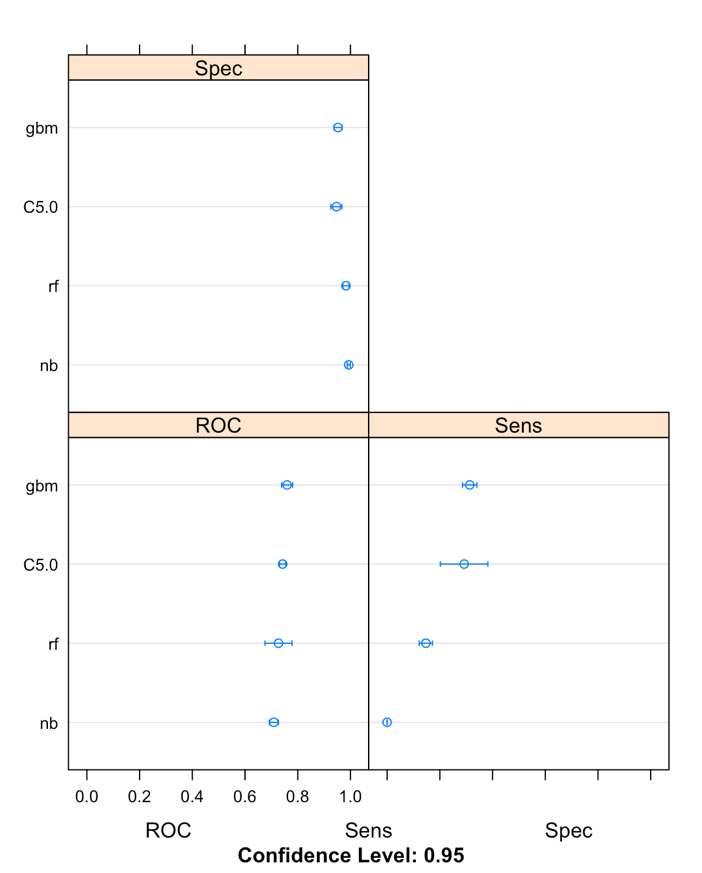 Spec
gbm
C5.0
rf
nb
ROC Sens
gbm
C5.0
rf
nb
0.0 0.2 0.4 0.6 0.8 1.0
ROC Sens Spec
Confidence Level: 0.95